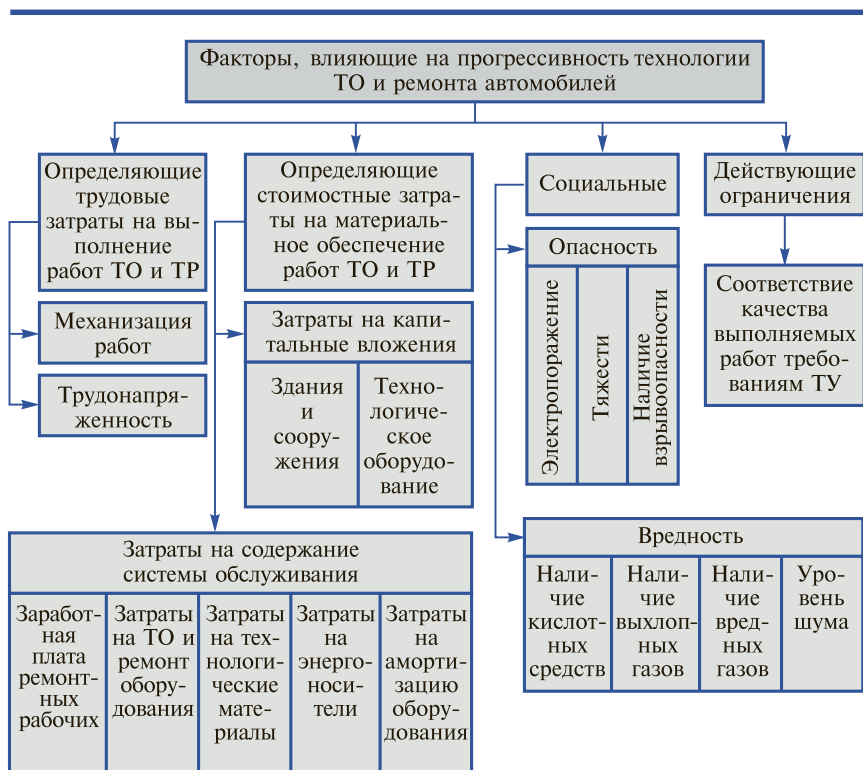 Факторы, влияющие на прогрессивность технологии
ТО и ремонта автомобилей
Определяющие
трудовые
затраты на вы-
полнение
работ ТО и ТР
Механизация
работ
Трудонапря-
женность
Определяющие
стоимостные затра-
ты на материаль-
ное обеспечение
работ ТО и ТР
Затраты на капи-
тальные вложения
Здания
и
соору-
жения
Техно-
логиче-
ское
оборудо-
вание
Затраты на содержание
системы обслуживания
Заработ-
ная
плата
ремонт-
ных
рабочих
Затраты
на ТО и
ремонт
обору-
дования
Затраты
на тех-
нологи-
ческие
мате-
риалы
Затраты
на
энерго-
носи-
тели
Затраты
на
аморти-
зацию
обору-
дования
Социальные
Опасность
Электропоражение
Тяжести
Наличие
взрывоопасности
Вредность
Нали-
чие
кислот-
ных
средств
Наличие
выхлоп-
ных
газов
Нали-
чие
вред-
ных
газов
Уро-
вень
шума
Действующие
ограничения
Соответствие
качества
выполняемых
работ требо-
ваниям ТУ